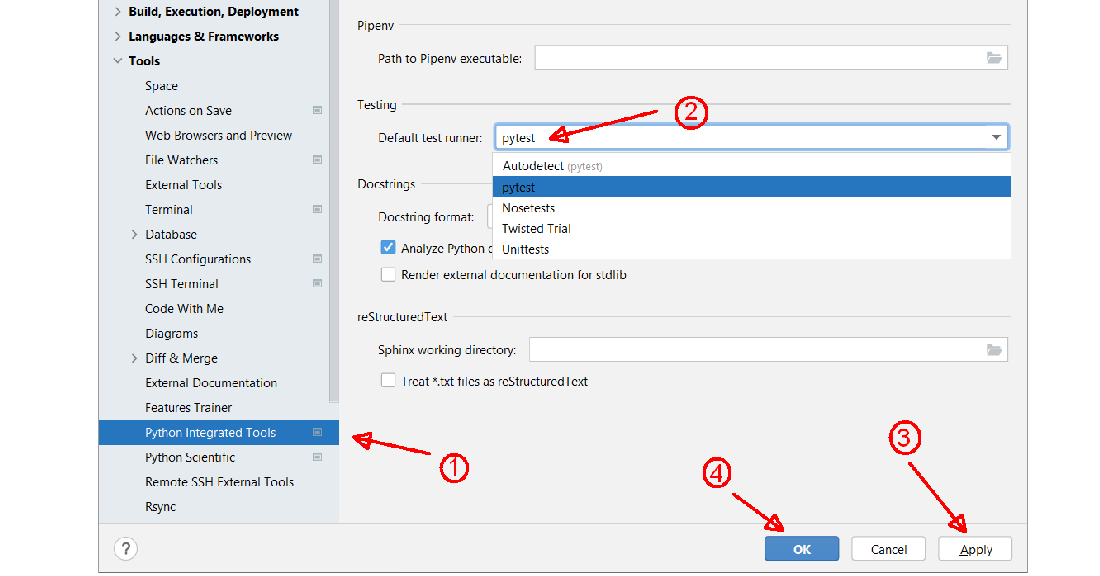 Build, Execution, Deployment
Languages & Frameworks
Tools
Space
Actions on Save
Web Browsers and Preview
File Watchers
External Tools
Terminal
Database
SSH Configurations
SSH Terminal
Code With Me
Diagrams
Diff & Merge
External Documentation
Features Trainer
Python Integrated Tools
Python Scientific
Remote SSH External Tools
Rsync
Pipenv
Path to Pipenv executable:
Testing
2
Default test runner: pytest
Autodetect (pytest)
pytest
Nosetests
Twisted Trial
Unittests
Docstrings
Docstring format:
Analyze Python c
Render external documentation for stdlib
reStructuredText
Sphinx working directory:
Treat *.txt files as reStructuredText
1
3
4
?
OK
Cancel
Apply